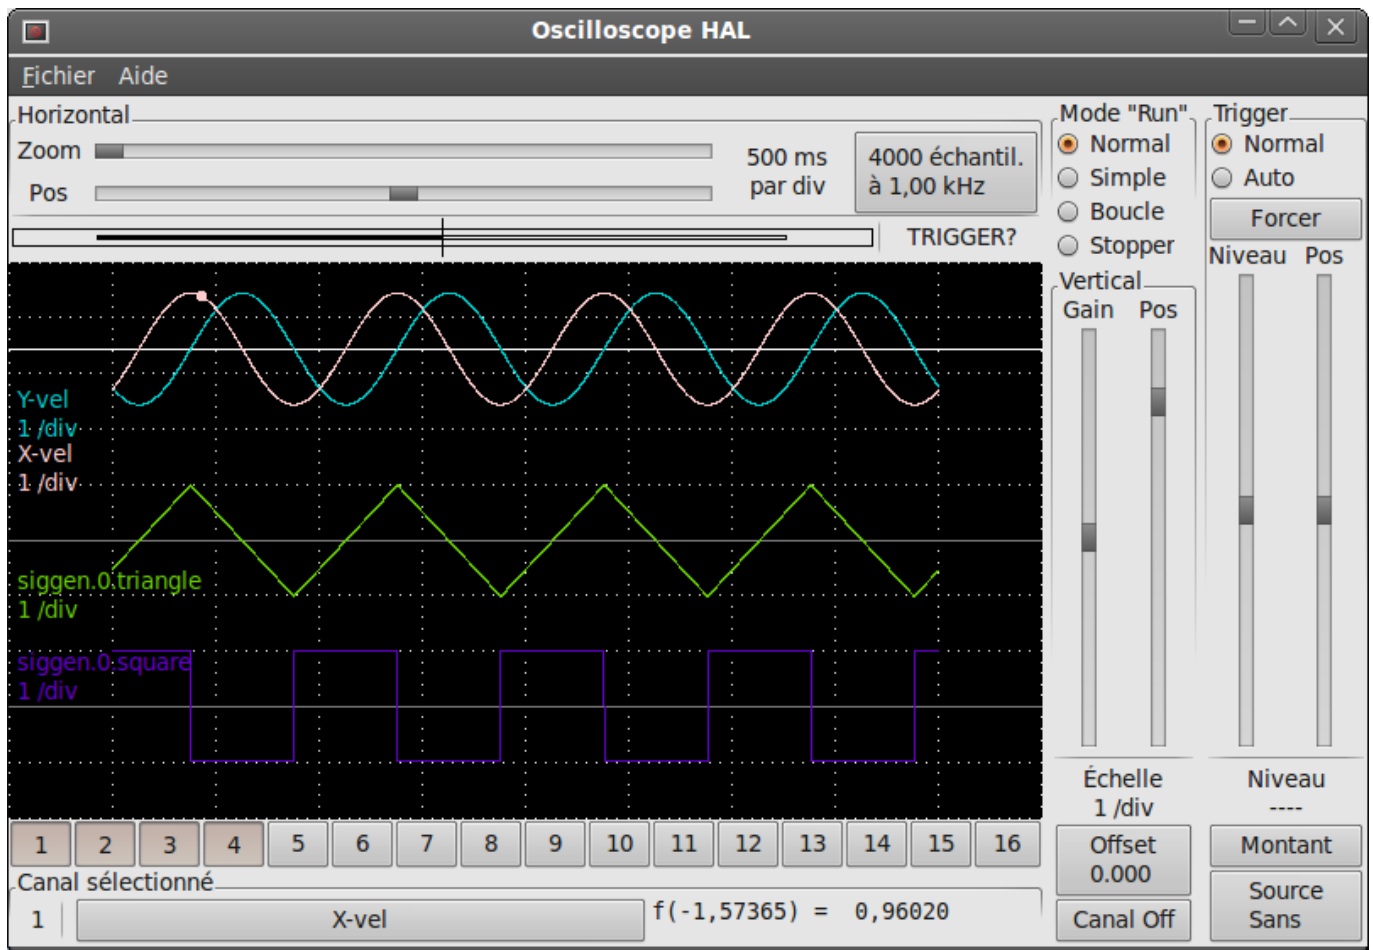 Oscilloscope HAL
Fichier Aide
Horizontal
Zoom
Pos
500 ms
par div
4000 échantil.
à 1,00 kHz
TRIGGER?
Mode "Run"
Normal
Simple
Boucle
Stopper
Trigger
Normal
Auto
Forcer
Niveau Pos
Vertical
Gain Pos
Y-vel
1 /div
X-vel
1 /div
siggen.0.triangle
1 /div
siggen.0.square
1 /div
Échelle
1 /div
Offset
0.000
Canal Off
Niveau
----
Montant
Source
Sans
1 2 3 4 5 6 7 8 9 10 11 12 13 14 15 16
Canal sélectionné
1 X-vel f(-1,57365) = 0,96020